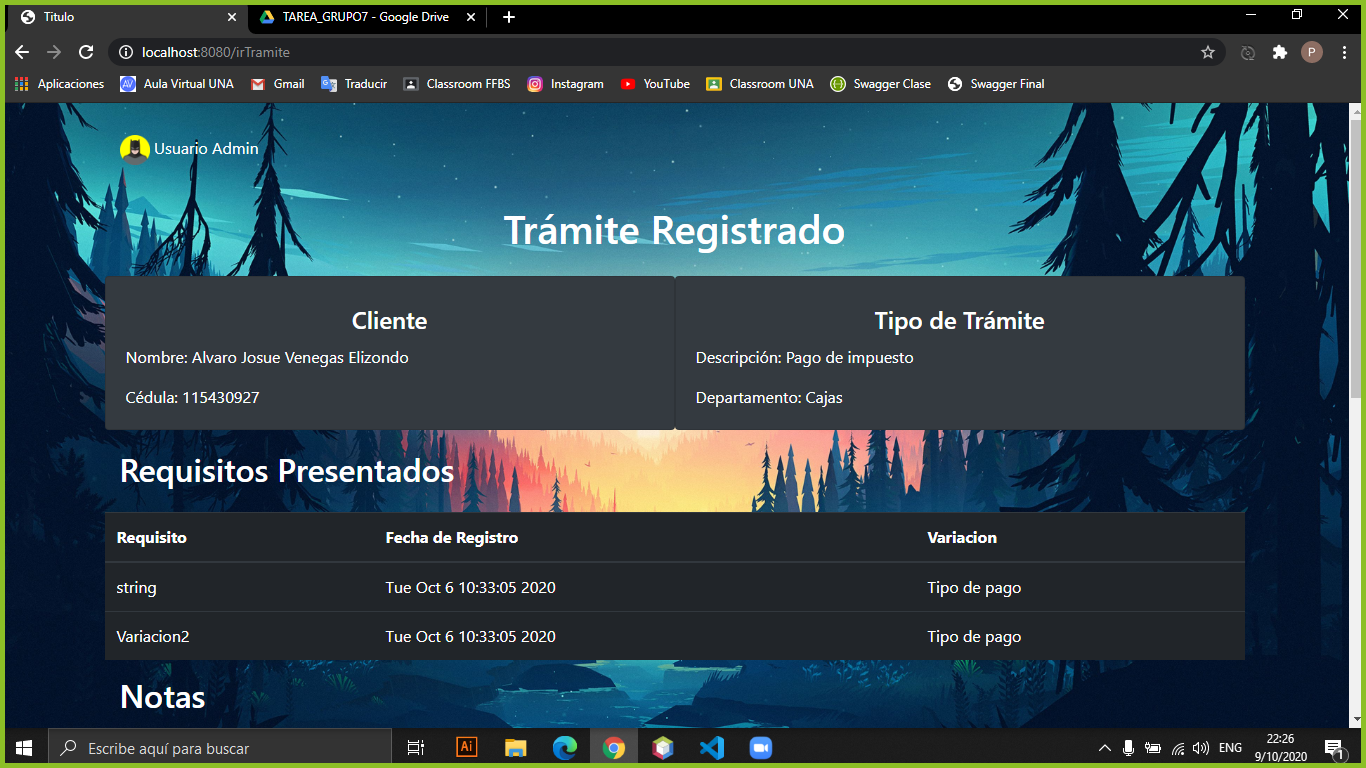 Titulo
TAREA_GRUPO7 - Google Drive
localhost:8080/irTramite
P
Aplicaciones
AV Aula Virtual UNA
Gmail
Traducir
Classroom FFBS
Instagram
YouTube
Classroom UNA
Swagger Clase
Swagger Final
Usuario Admin
Trámite Registrado
Cliente
Nombre: Alvaro Josue Venegas Elizondo
Cédula: 115430927
Tipo de Trámite
Descripción: Pago de impuesto
Departamento: Cajas
Requisitos Presentados
Requisito Fecha de Registro Variacion
string Tue Oct 6 10:33:05 2020 Tipo de pago
Variacion2 Tue Oct 6 10:33:05 2020 Tipo de pago
Notas
Escribe aquí para buscar
Ai
ENG
22:26
9/10/2020
1